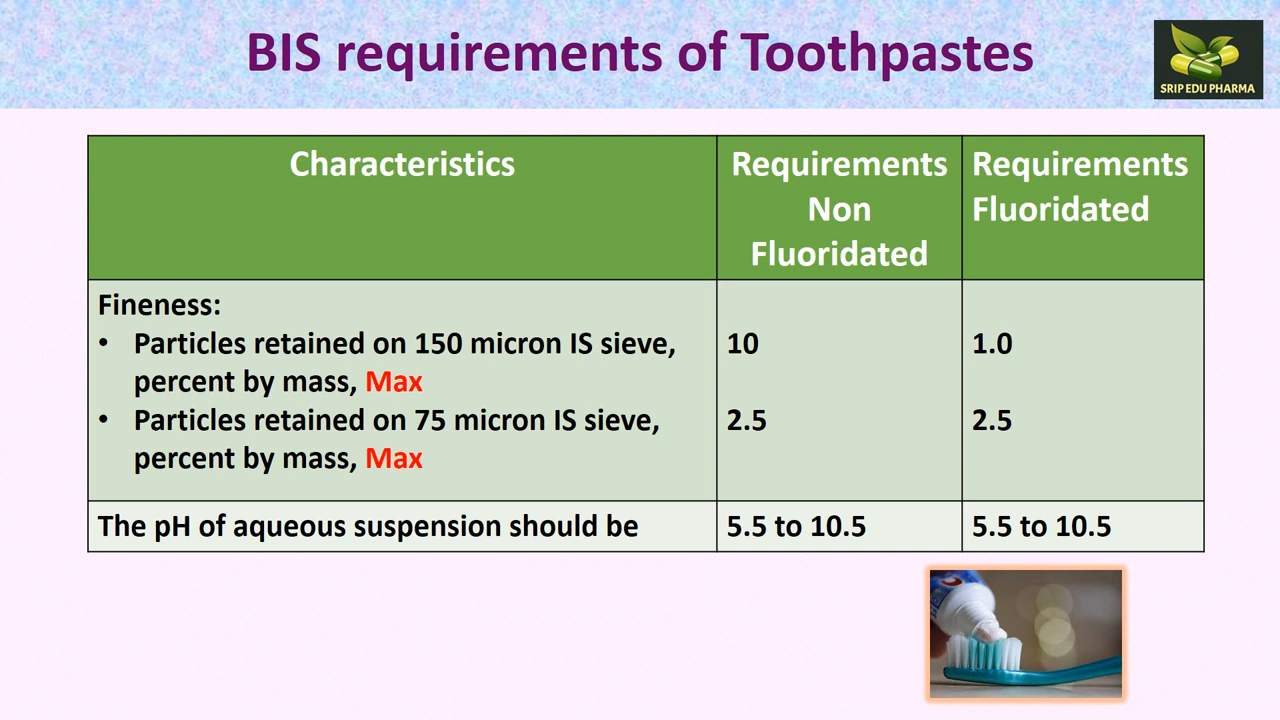 BIS requirements of Toothpastes
SRIP EDU PHARMA
Characteristics
Requirements
Non
Fluoridated
Requirements
Fluoridated
Fineness:
• Particles retained on 150 micron IS sieve,
percent by mass, Max
10
1.0
• Particles retained on 75 micron IS sieve,
percent by mass, Max
2.5
2.5
The pH of aqueous suspension should be
5.5 to 10.5
5.5 to 10.5